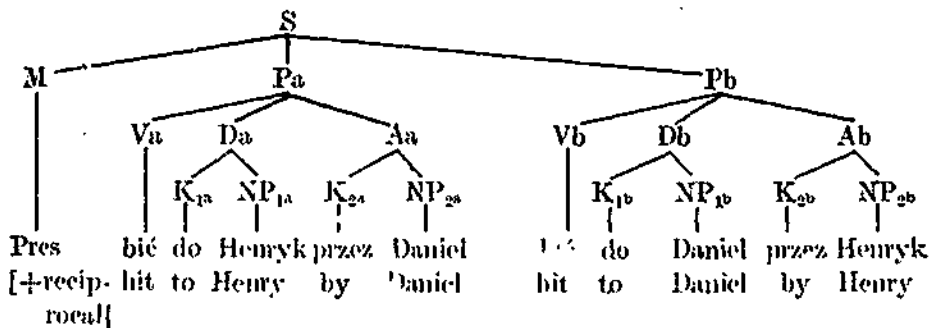 S
M Pa Pb
Va Da Aa Vb Db Ab
K₁ₐ NP₁ₐ K₂ₐ NP₂ₐ K₁b NP₁b K₂b NP₂b
Pres bić do Henryk przez Daniel do Daniel przez Henryk
[+recip- hit to Henry by Daniel hit to Daniel by Henry
rocal]